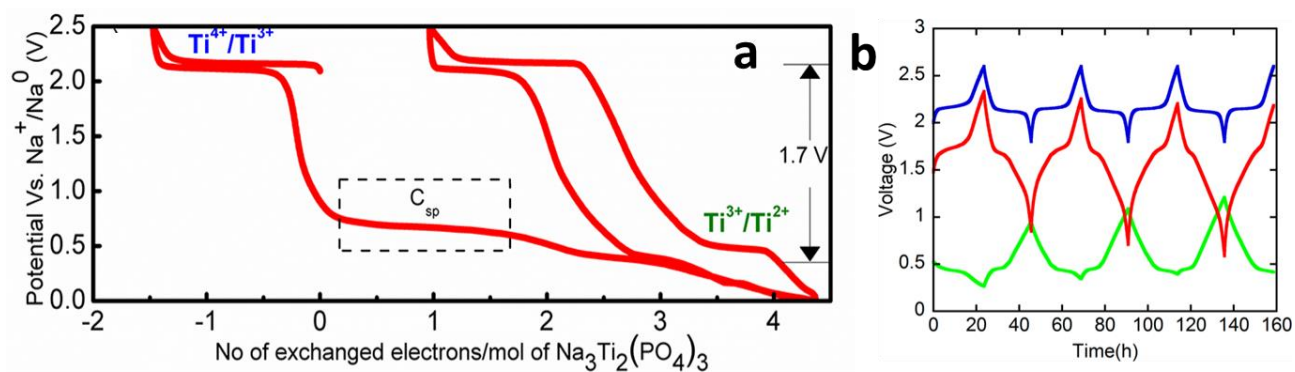 a
Ti⁴⁺/Ti³⁺
C_sp
1.7 V
Ti³⁺/Ti²⁺
Potential Vs. Na⁺/Na⁰ (V)
2.5
2.0
1.5
1.0
0.5
0.0
-2 -1 0 1 2 3 4
No of exchanged electrons/mol of Na₃Ti₂(PO₄)₃
b
Voltage (V)
3
2.5
2
1.5
1
0.5
0
0 20 40 60 80 100 120 140 160
Time(h)